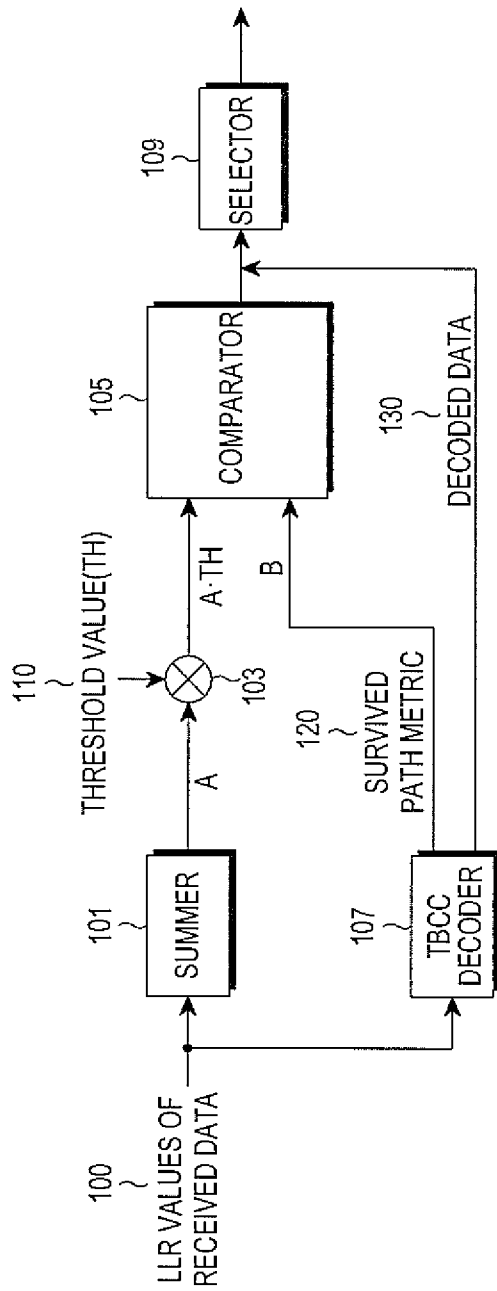 100
LLR VALUES OF
RECEIVED DATA
101
SUMMER
A
110
THRESHOLD VALUE(TH)
103
A·TH
105
COMPARATOR
109
SELECTOR
107
TBCC
DECODER
120
SURVIVED
PATH METRIC
B
130
DECODED DATA